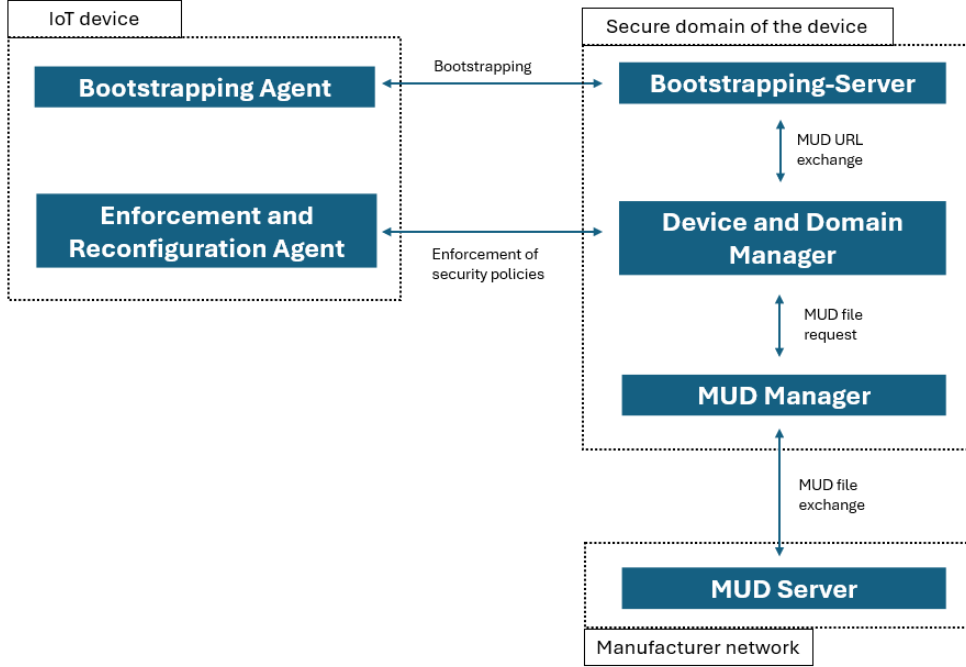 IoT device
Bootstrapping Agent
Enforcement and
Reconfiguration Agent
Bootstrapping
Enforcement of
security policies
Secure domain of the device
Bootstrapping-Server
MUD URL
exchange
Device and Domain
Manager
MUD file
request
MUD Manager
MUD file
exchange
MUD Server
Manufacturer network